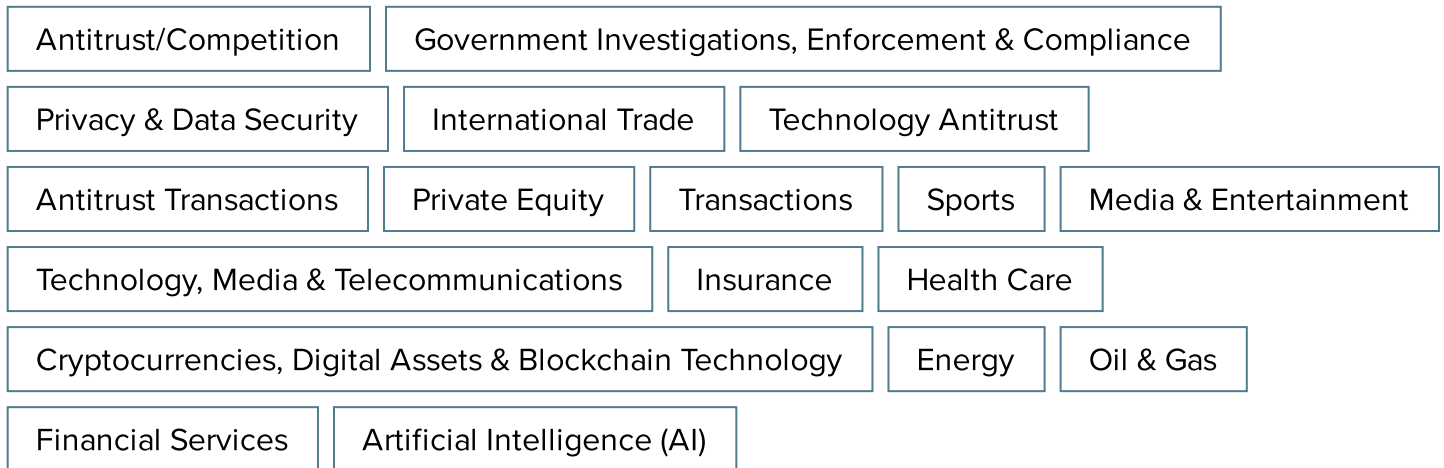 Antitrust/Competition Government Investigations, Enforcement & Compliance
Privacy & Data Security International Trade Technology Antitrust
Antitrust Transactions Private Equity Transactions Sports Media & Entertainment
Technology, Media & Telecommunications Insurance Health Care
Cryptocurrencies, Digital Assets & Blockchain Technology Energy Oil & Gas
Financial Services Artificial Intelligence (AI)